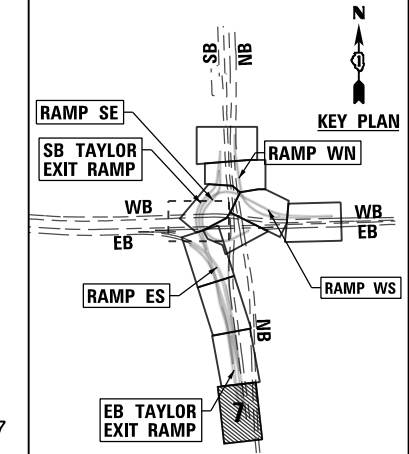 SB NB
N
1
KEY PLAN
RAMP SE
SB TAYLOR
EXIT RAMP
RAMP WN
WB
EB
WB
EB
RAMP ES
RAMP WS
NB
EB TAYLOR
EXIT RAMP
7
7